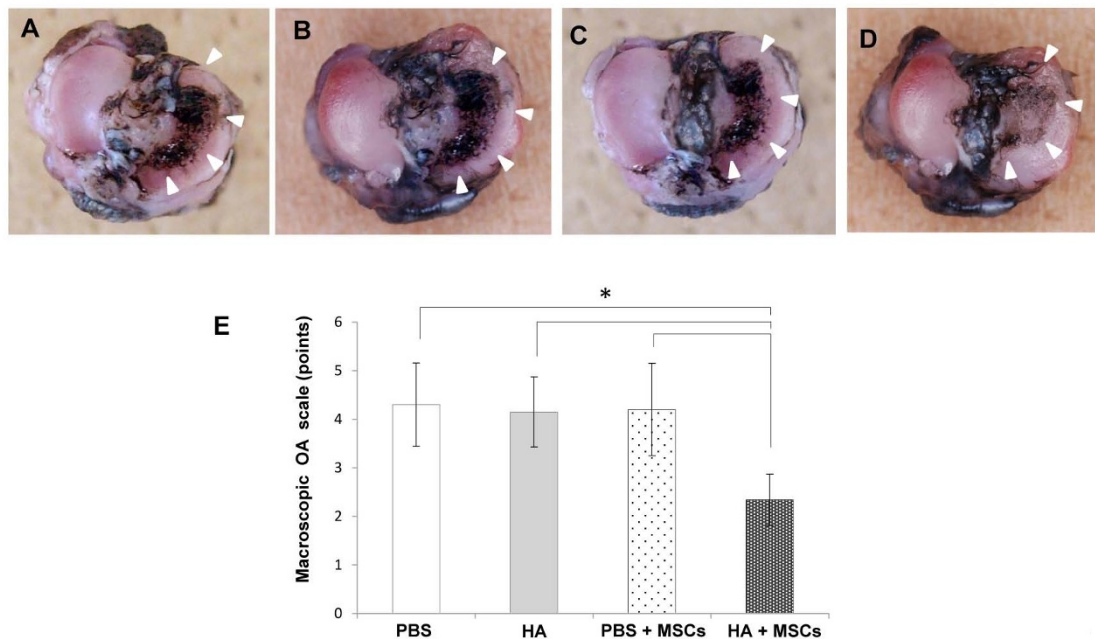 A
B
C
D
E
*
Macroscopic OA scale (points)
6
5
4
3
2
1
0
PBS
HA
PBS + MSCs
HA + MSCs